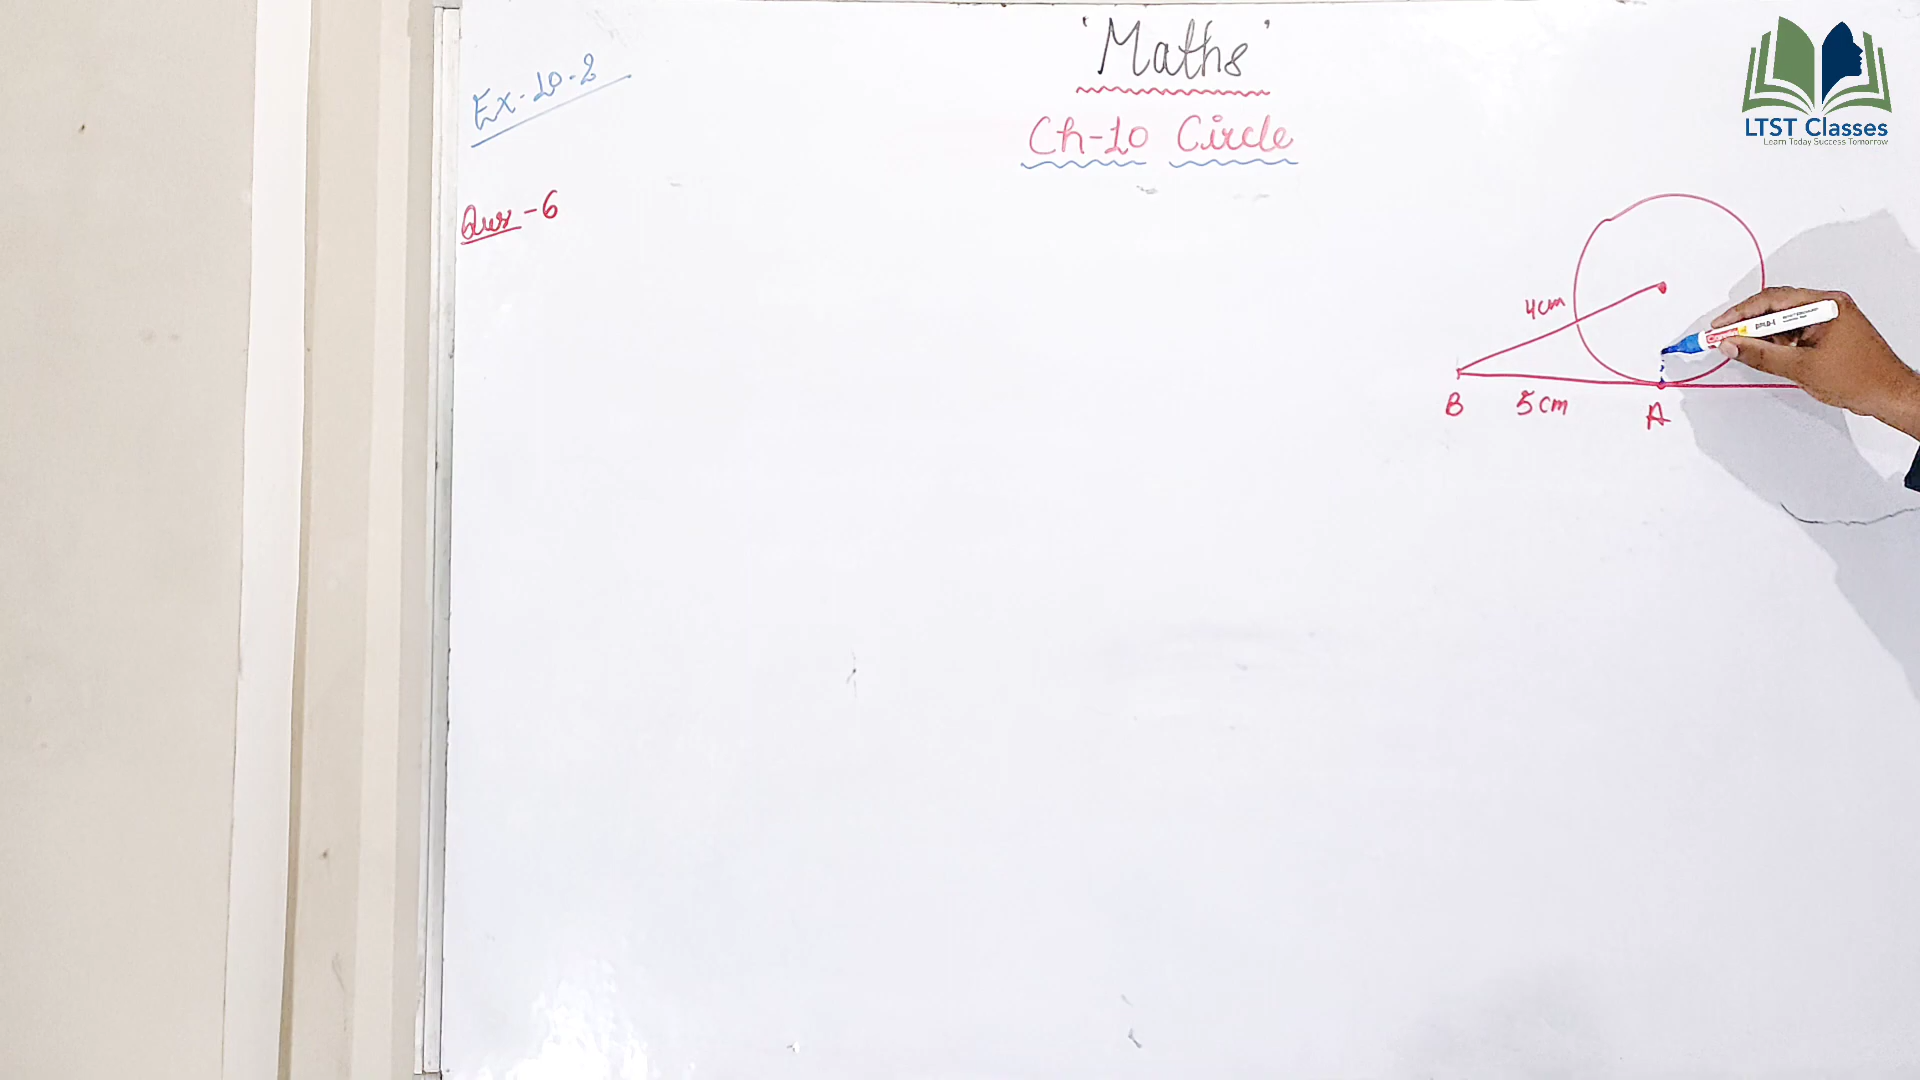 'Maths'
Ex-10.2
Ch-10 Circle
Ques-6
LTST Classes
Learn Today Success Tomorrow
4cm
B 5cm A